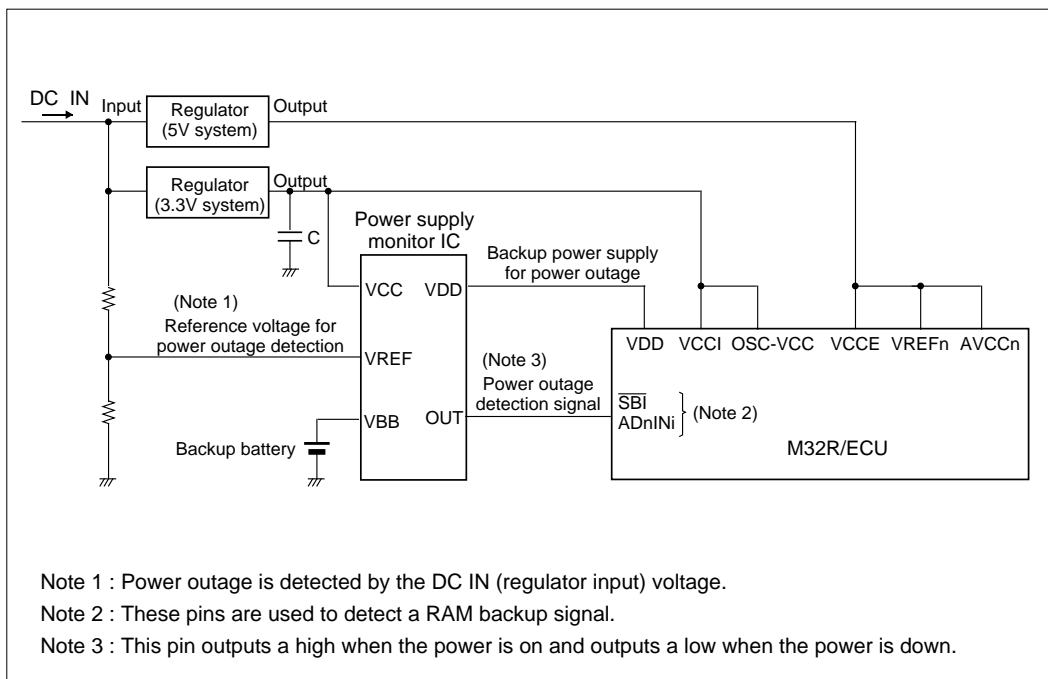 DC IN
Input
Regulator
(5V system)
Output
Regulator
(3.3V system)
Output
C
Power supply
monitor IC
Backup power supply
for power outage
VCC
VDD
(Note 1)
Reference voltage for
power outage detection
VREF
(Note 3)
Power outage
detection signal
VBB
OUT
Backup battery
VDD VCCI OSC-VCC VCCE VREFn AVCCn
SBI
ADnINi
(Note 2)
M32R/ECU
Note 1 : Power outage is detected by the DC IN (regulator input) voltage.
Note 2 : These pins are used to detect a RAM backup signal.
Note 3 : This pin outputs a high when the power is on and outputs a low when the power is down.